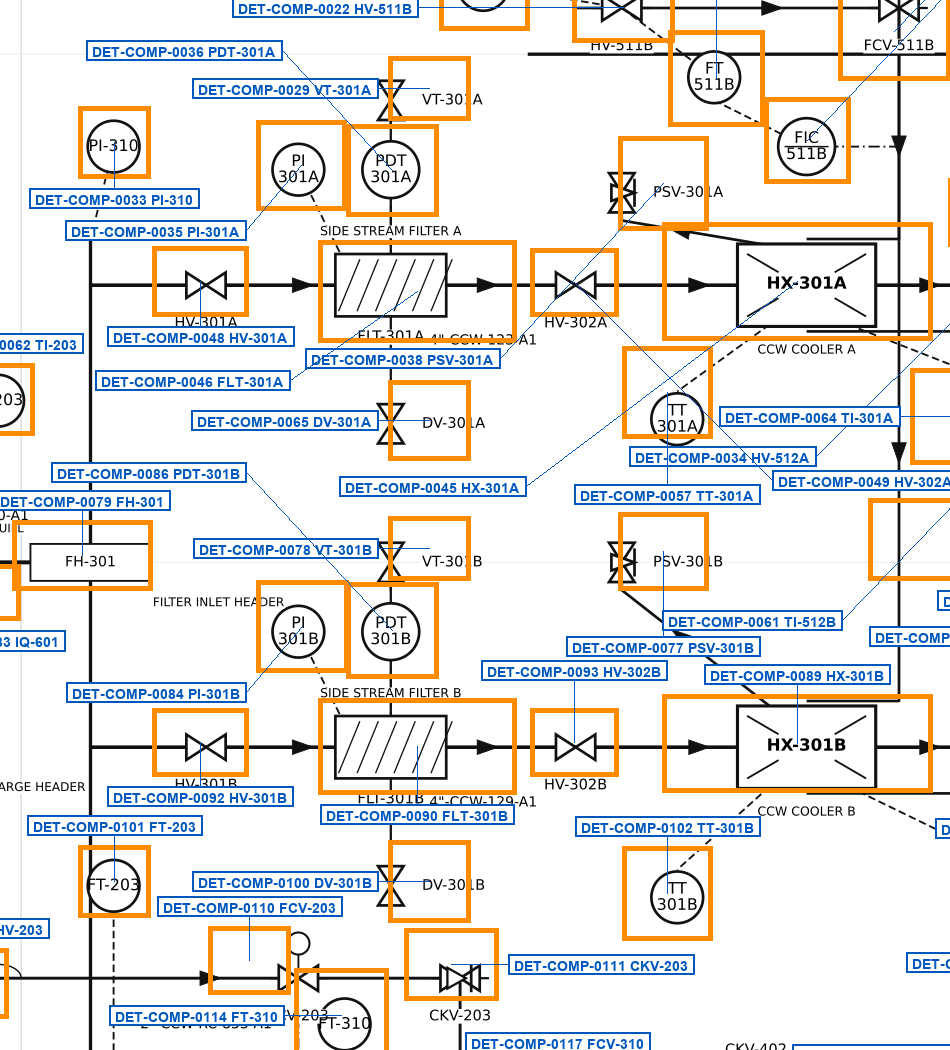 DET-COMP-0022 HV-511B
HV-511B
FCV-511B
DET-COMP-0036 PDT-301A
DET-COMP-0029 VT-301A
VT-301A
FT
511B
FIC
511B
PI-310
PI
301A
PDT
301A
PSV-301A
DET-COMP-0033 PI-310
DET-COMP-0035 PI-301A
SIDE STREAM FILTER A
HX-301A
HV-301A
HV-302A
DET-COMP-0048 HV-301A
FLT-301A
4"-CCW-123-A1
0062 TI-203
CCW COOLER A
DET-COMP-0038 PSV-301A
DET-COMP-0046 FLT-301A
203
DET-COMP-0065 DV-301A
DV-301A
TT
301A
DET-COMP-0064 TI-301A
DET-COMP-0034 HV-512A
DET-COMP-0086 PDT-301B
DET-COMP-0049 HV-302A
DET-COMP-0045 HX-301A
DET-COMP-0057 TT-301A
DET-COMP-0079 FH-301
0-A1
DET-COMP-0078 VT-301B
VT-301B
FH-301
PSV-301B
FILTER INLET HEADER
PI
301B
PDT
301B
DET-COMP-0061 TI-512B
33 IQ-601
DET-COMP
DET-COMP-0077 PSV-301B
DET-COMP-0093 HV-302B
DET-COMP-0089 HX-301B
DET-COMP-0084 PI-301B
SIDE STREAM FILTER B
HX-301B
HV-301B
HV-302B
ARGE HEADER
DET-COMP-0092 HV-301B
FLT-301B
4"-CCW-129-A1
CCW COOLER B
DET-COMP-0090 FLT-301B
DET-COMP-0101 FT-203
DET-COMP-0102 TT-301B
D
FT-203
DET-COMP-0100 DV-301B
DV-301B
TT
301B
DET-COMP-0110 FCV-203
HV-203
DET-COMP-0111 CKV-203
DET-C
DET-COMP-0114 FT-310
V-203
FT-310
CKV-203
DET-COMP-0117 FCV-310
CKV-402